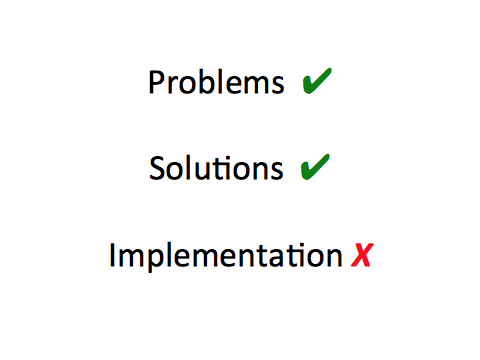 Problems ✔
Solutions ✔
Implementation X